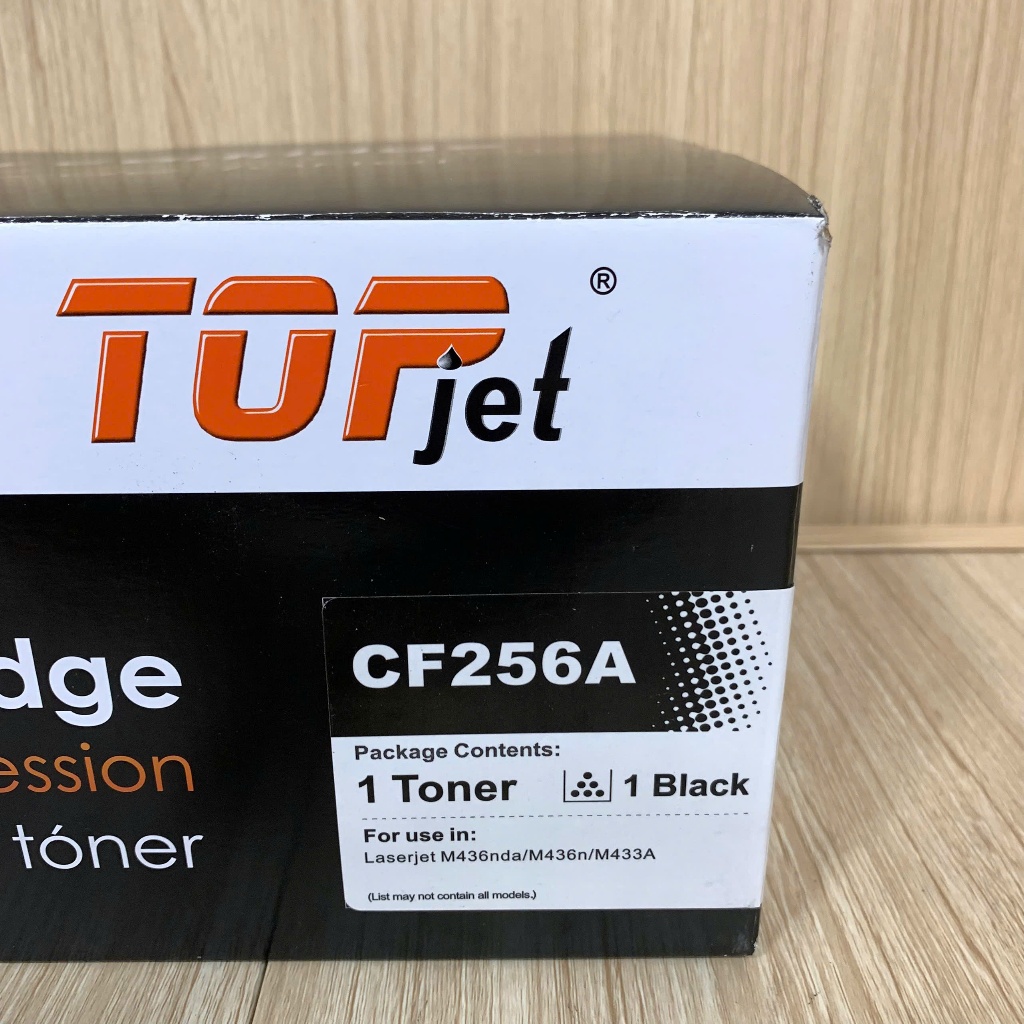 TOPjet ®
dge
ession
tóner
CF256A
Package Contents:
1 Toner 1 Black
For use in:
Laserjet M436nda/M436n/M433A
(List may not contain all models.)